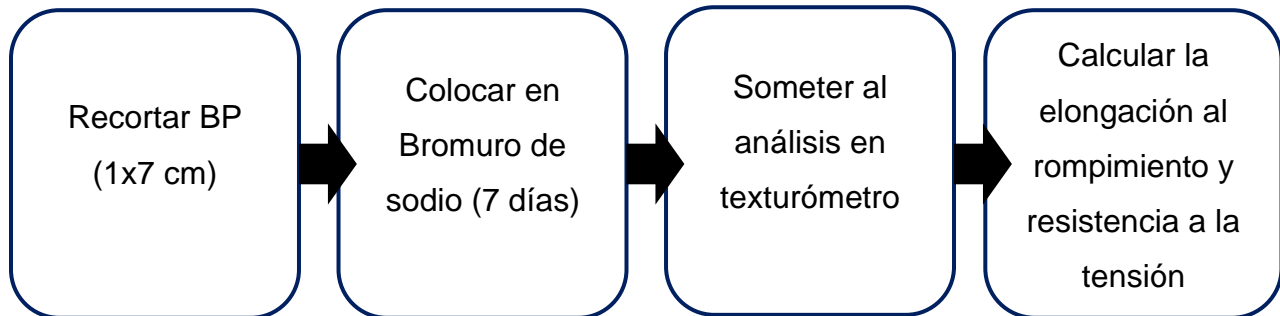 Recortar BP
(1x7 cm)
Colocar en
Bromuro de
sodio (7 días)
Someter al
análisis en
texturómetro
Calcular la
elongación al
rompimiento y
resistencia a la
tensión